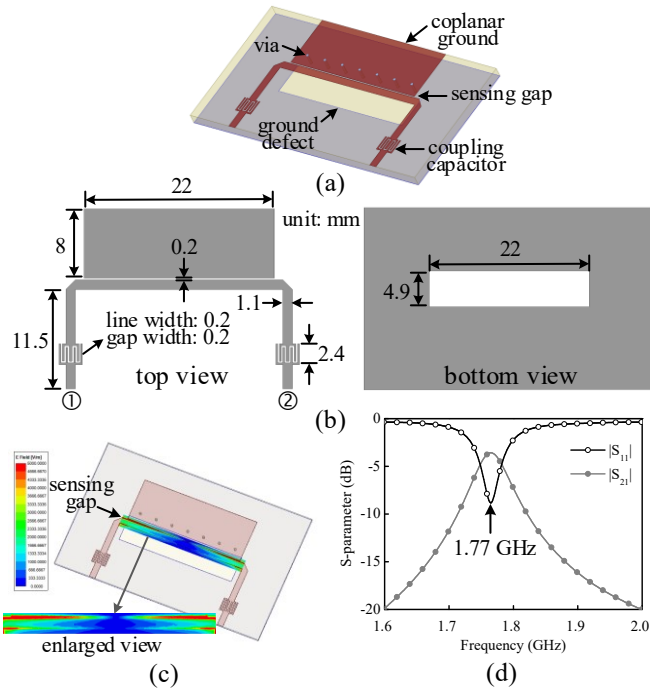 coplanar
ground
via
sensing gap
ground
defect
coupling
capacitor
(a)
22
unit: mm
8
0.2
22
4.9
1.1
line width: 0.2
gap width: 0.2
11.5
2.4
top view
bottom view
① ②
(b)
sensing
gap
enlarged view
(c)
0
-5
-10
-15
-20
S-parameter (dB)
|S11|
|S21|
1.77 GHz
1.6 1.7 1.8 1.9 2.0
Frequency (GHz)
(d)